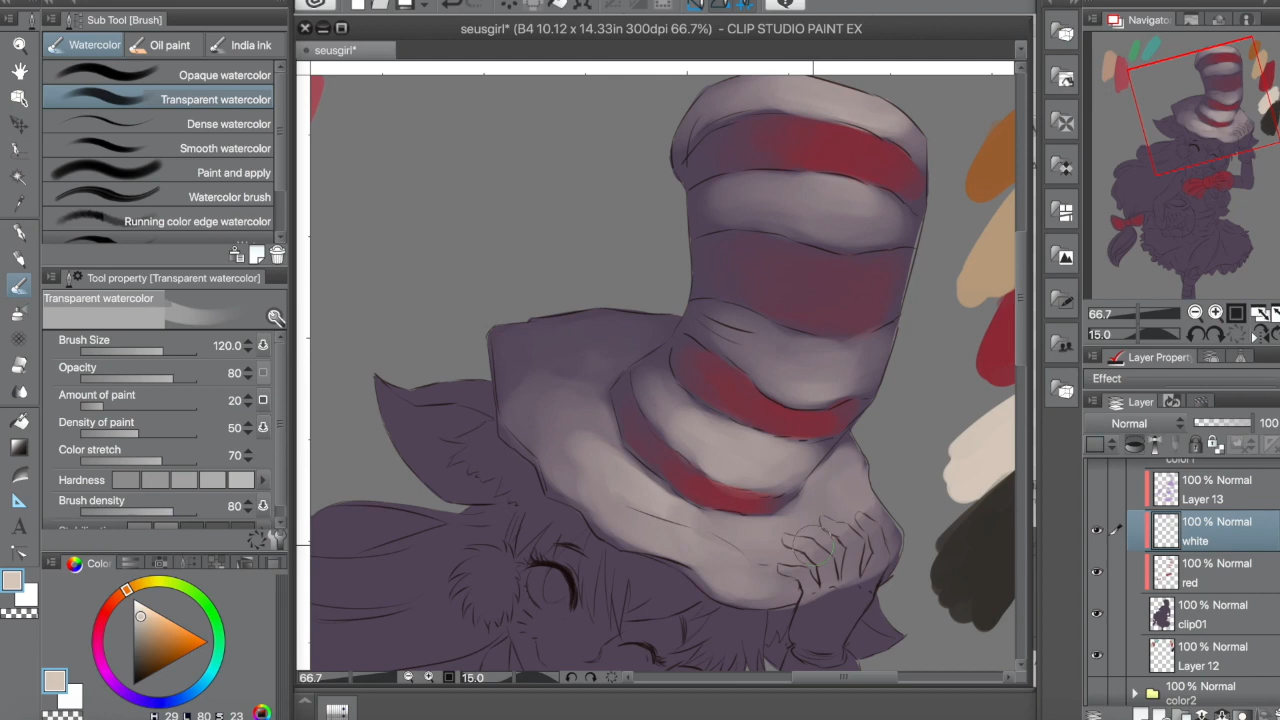 Sub Tool [Brush]
Watercolor
Oil paint
India ink
Opaque watercolor
Transparent watercolor
Dense watercolor
Smooth watercolor
Paint and apply
Watercolor brush
Running color edge watercolor
Tool property [Transparent watercolor]
Transparent watercolor
Brush Size 120.0
Opacity 80
Amount of paint 20
Density of paint 50
Color stretch 70
Hardness
Brush density 80
Color
H 29 L 80 S 23
seusgirl* (B4 10.12 x 14.33in 300dpi 66.7%) - CLIP STUDIO PAINT EX
seusgirl*
66.7
15.0
Navigator
66.7
15.0
Layer Property
Effect
Layer
Normal 100
color1
100 % Normal
Layer 13
100 % Normal
white
100 % Normal
red
100 % Normal
clip01
100 % Normal
Layer 12
100 % Normal
color2